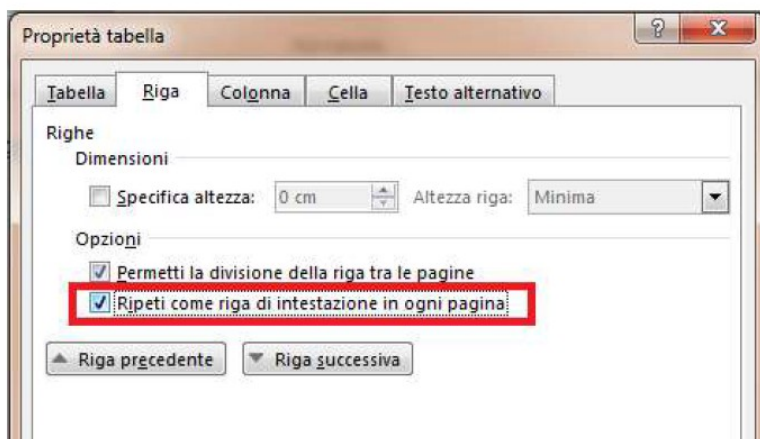 Proprietà tabella
Tabella Riga Colonna Cella Testo alternativo
Righe
Dimensioni
Specifica altezza: 0 cm Altezza riga: Minima
Opzioni
Permetti la divisione della riga tra le pagine
Ripeti come riga di intestazione in ogni pagina
Riga precedente Riga successiva